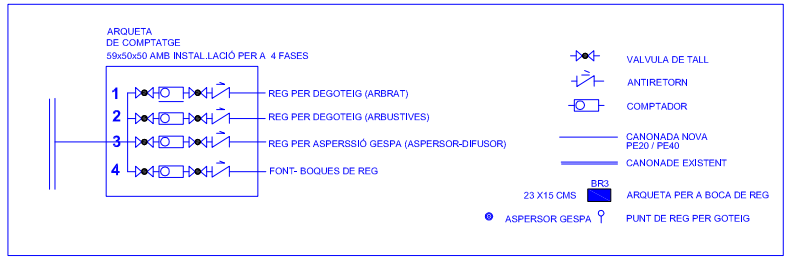 ARQUETA
DE COMPTATGE
59x50x50 AMB INSTAL.LACIÓ PER A 4 FASES
1 REG PER DEGOTEIG (ARBRAT)
2 REG PER DEGOTEIG (ARBUSTIVES)
3 REG PER ASPERSSIÓ GESPA (ASPERSOR-DIFUSOR)
4 FONT- BOQUES DE REG
VALVULA DE TALL
ANTIRETORN
COMPTADOR
CANONADA NOVA
PE20 / PE40
CANONADE EXISTENT
BR3
23 X15 CMS ARQUETA PER A BOCA DE REG
ASPERSOR GESPA PUNT DE REG PER GOTEIG